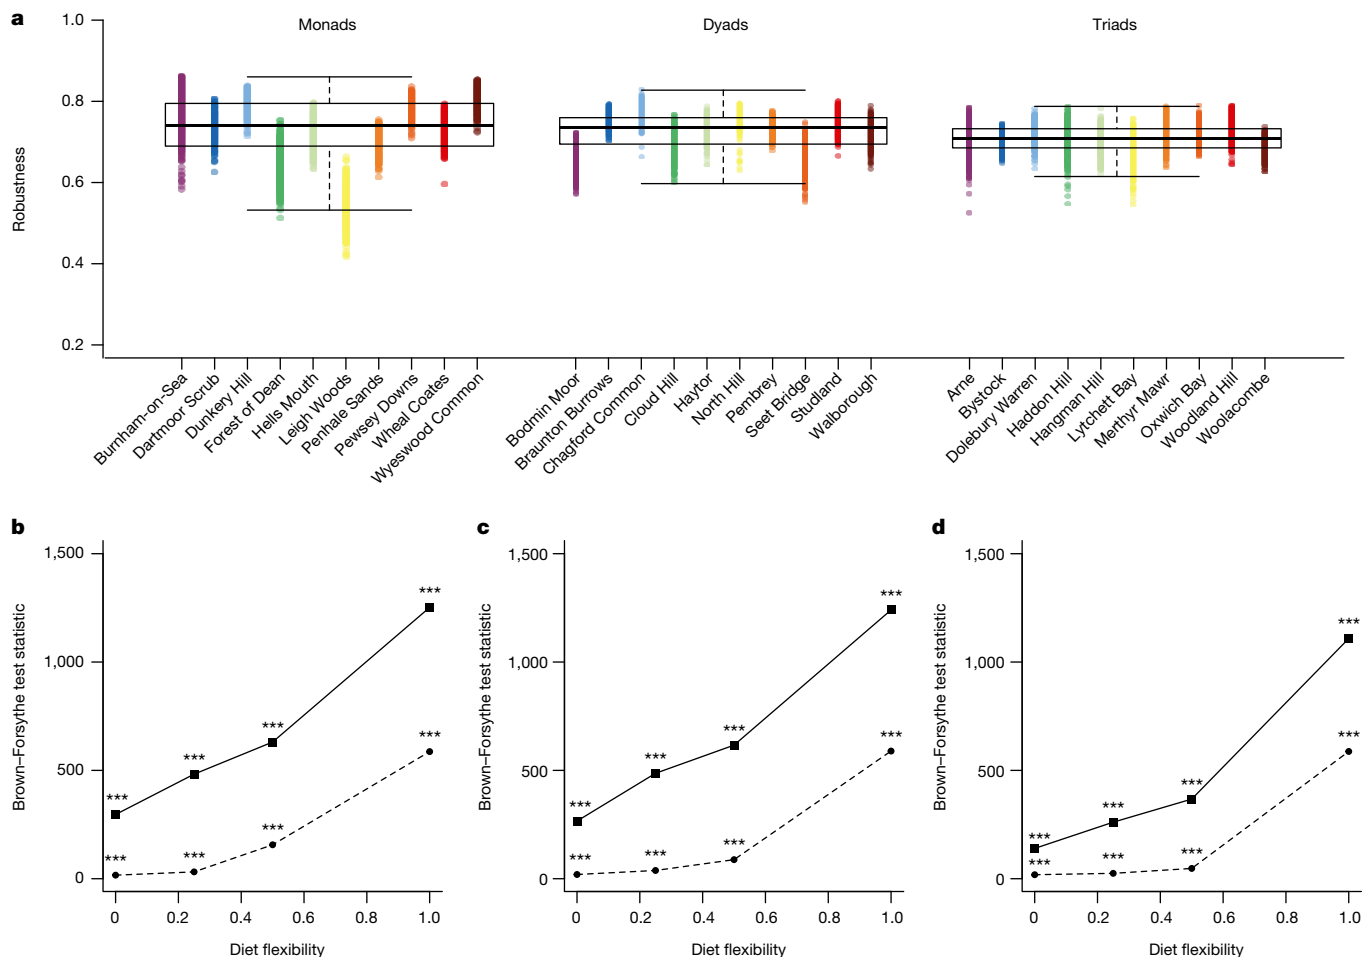 a
Monads
Dyads
Triads
Robustness
1.0
0.8
0.6
0.4
0.2
Burnham-on-Sea
Dartmoor Scrub
Dunkery Hill
Forest of Dean
Hells Mouth
Leigh Woods
Penhale Sands
Pewsey Downs
Wheal Coates
Wyeswood Common
Bodmin Moor
Braunton Burrows
Chagford Common
Cloud Hill
Haytor
North Hill
Pembrey
Seet Bridge
Studland
Walborough
Arne
Bystock
Dolebury Warren
Haddon Hill
Hangman Hill
Lytchett Bay
Merthyr Mawr
Oxwich Bay
Woodland Hill
Woolacombe
b
Brown–Forsythe test statistic
1,500
1,000
500
0
***
***
***
***
***
***
***
***
0 0.2 0.4 0.6 0.8 1.0
Diet flexibility
c
Brown–Forsythe test statistic
1,500
1,000
500
0
***
***
***
***
***
***
***
***
0 0.2 0.4 0.6 0.8 1.0
Diet flexibility
d
Brown–Forsythe test statistic
1,500
1,000
500
0
***
***
***
***
***
***
***
***
0 0.2 0.4 0.6 0.8 1.0
Diet flexibility